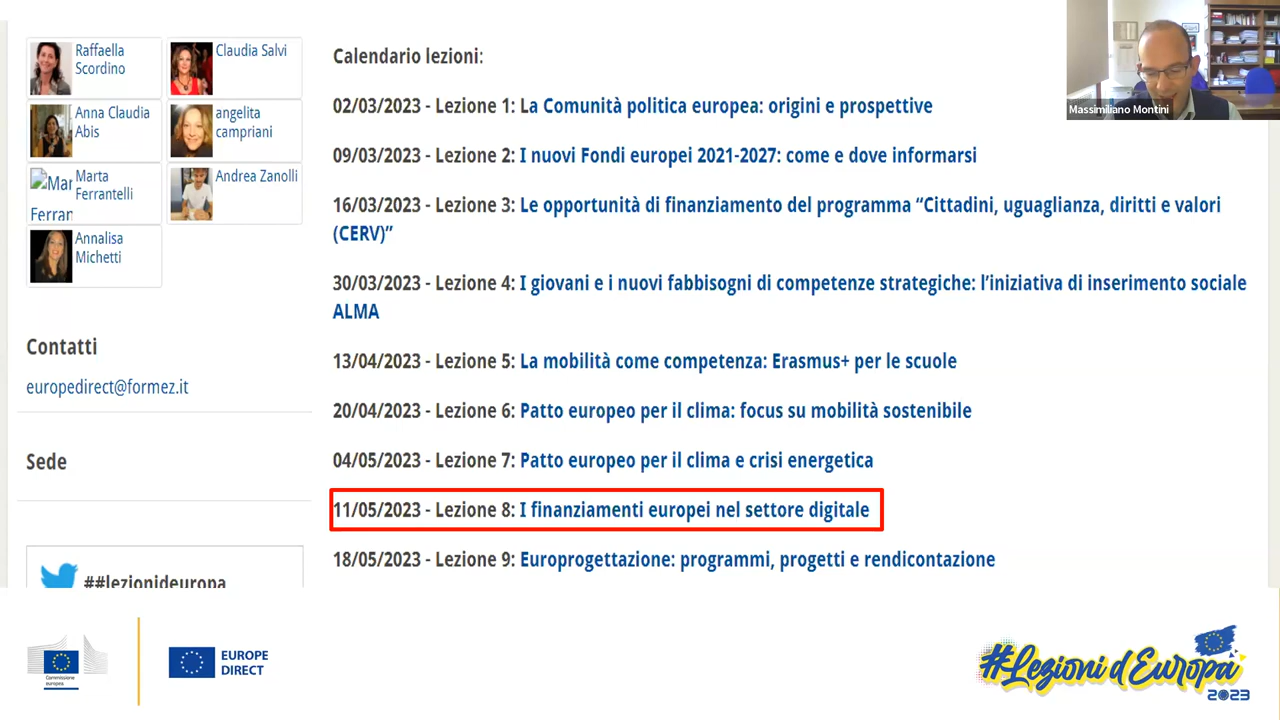 Raffaella
Scordino
Claudia Salvi
Anna Claudia
Abis
angelita
campriani
Mar
Ferran
Marta
Ferrantelli
Andrea Zanolli
Annalisa
Michetti
Contatti
europedirect@formez.it
Sede
##lezionideuropa
Calendario lezioni:
02/03/2023 - Lezione 1: La Comunità politica europea: origini e prospettive
09/03/2023 - Lezione 2: I nuovi Fondi europei 2021-2027: come e dove informarsi
16/03/2023 - Lezione 3: Le opportunità di finanziamento del programma “Cittadini, uguaglianza, diritti e valori
(CERV)”
30/03/2023 - Lezione 4: I giovani e i nuovi fabbisogni di competenze strategiche: l’iniziativa di inserimento sociale
ALMA
13/04/2023 - Lezione 5: La mobilità come competenza: Erasmus+ per le scuole
20/04/2023 - Lezione 6: Patto europeo per il clima: focus su mobilità sostenibile
04/05/2023 - Lezione 7: Patto europeo per il clima e crisi energetica
11/05/2023 - Lezione 8: I finanziamenti europei nel settore digitale
18/05/2023 - Lezione 9: Europrogettazione: programmi, progetti e rendicontazione
Massimiliano Montini
Commissione
europea
EUROPE
DIRECT
#Lezioni d'Europa
2023